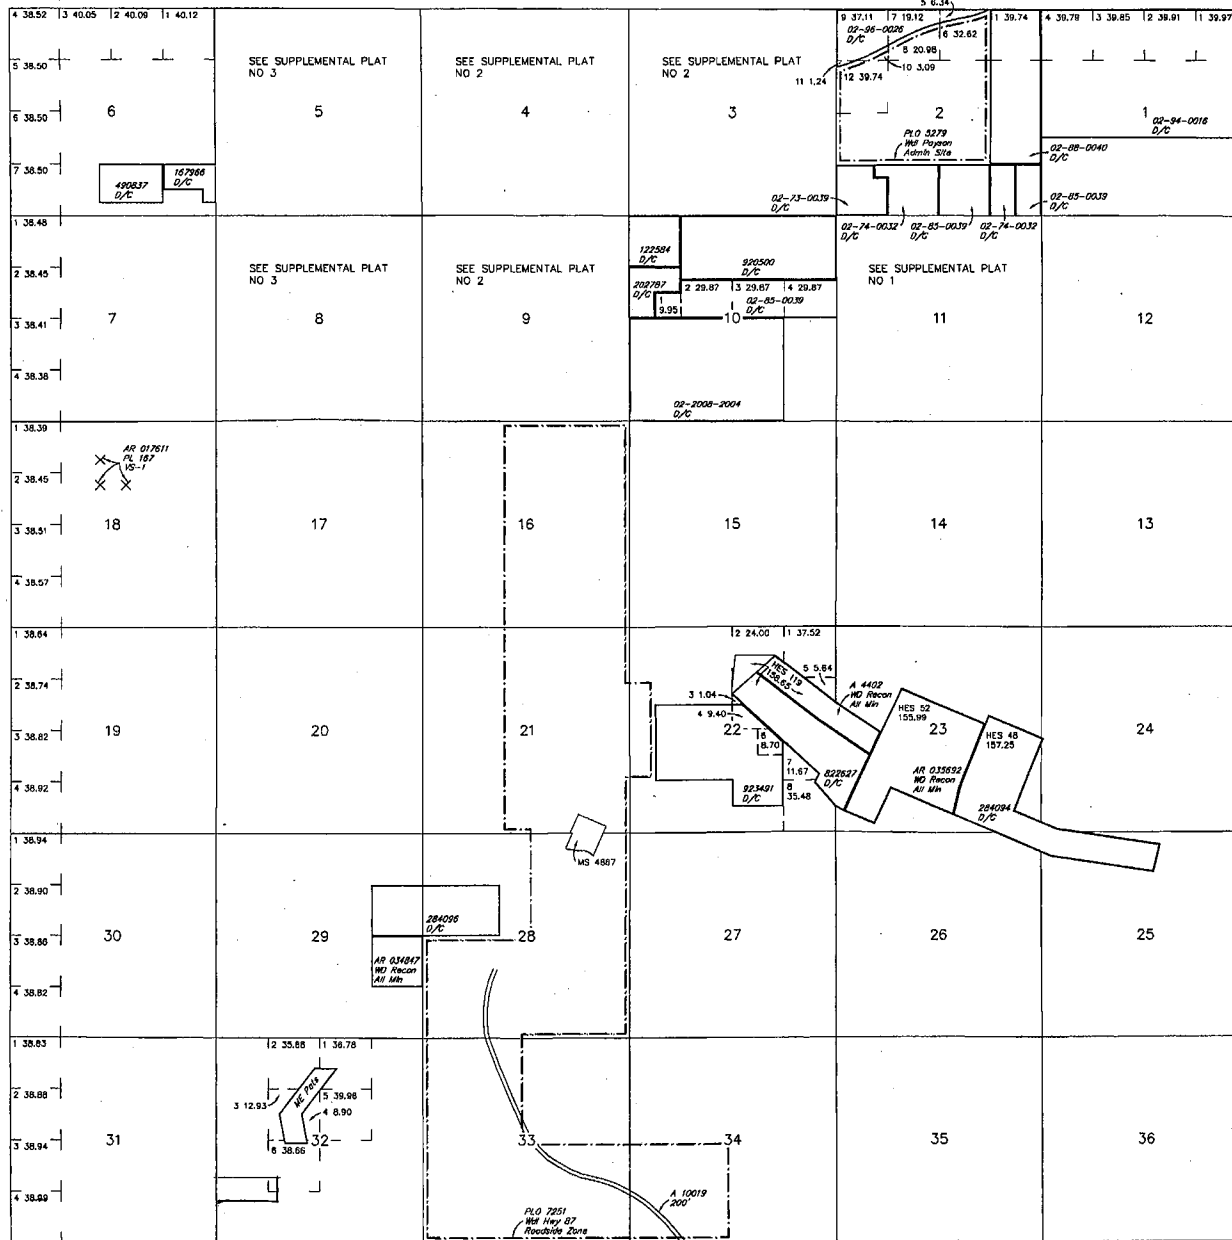 5 6.34
4 38.52 3 40.05 2 40.09 1 40.12
9 37.11 7 19.12 1 39.74 4 39.79 3 39.85 2 39.91 1 39.97
02-96-0026
D/C
6 32.62
8 20.98
10 3.09
11 1.24
12 39.74
5 38.50
SEE SUPPLEMENTAL PLAT
NO 3
SEE SUPPLEMENTAL PLAT
NO 2
SEE SUPPLEMENTAL PLAT
NO 2
6 38.50
6
5
4
3
2
1
02-94-0016
D/C
PLO 5279
Wdl Payson
Admin Site
02-88-0040
D/C
7 38.50
490837
D/C
167966
D/C
02-73-0039
D/C
02-85-0039
D/C
02-74-0032
D/C
02-85-0039
D/C
02-74-0032
D/C
1 38.48
122584
D/C
920500
D/C
2 38.45
SEE SUPPLEMENTAL PLAT
NO 3
SEE SUPPLEMENTAL PLAT
NO 2
SEE SUPPLEMENTAL PLAT
NO 1
202787
D/C
2 29.87 3 29.87 4 29.87
1
9.95
02-85-0039
D/C
3 38.41
7
8
9
10
11
12
4 38.38
02-2008-2004
D/C
1 38.39
AR 017611
PL 167
VS-1
2 38.45
3 38.51
18
17
16
15
14
13
4 38.57
1 38.64
2 24.00 1 37.52
2 38.74
HES 119
158.65
5 5.64
A 4402
WD Recon
All Min
3 1.04
4 9.40
HES 52
155.99
HES 48
157.25
3 38.82
19
20
21
22
23
24
6
8.70
7
11.67
8
35.48
822627
D/C
AR 035692
WD Recon
All Min
4 38.92
923491
D/C
284094
D/C
1 38.94
MS 4887
2 38.90
284096
D/C
3 38.86
30
29
28
27
26
25
AR 034847
WD Recon
All Min
4 38.82
1 38.83
2 35.88 1 36.78
2 38.88
ME Pats
3 12.93
5 39.98
4 8.90
3 38.94
31
32
33
34
35
36
6 38.66
4 38.99
A 10019
200'
PLO 7251
Wdl Hwy 87
Roadside Zone